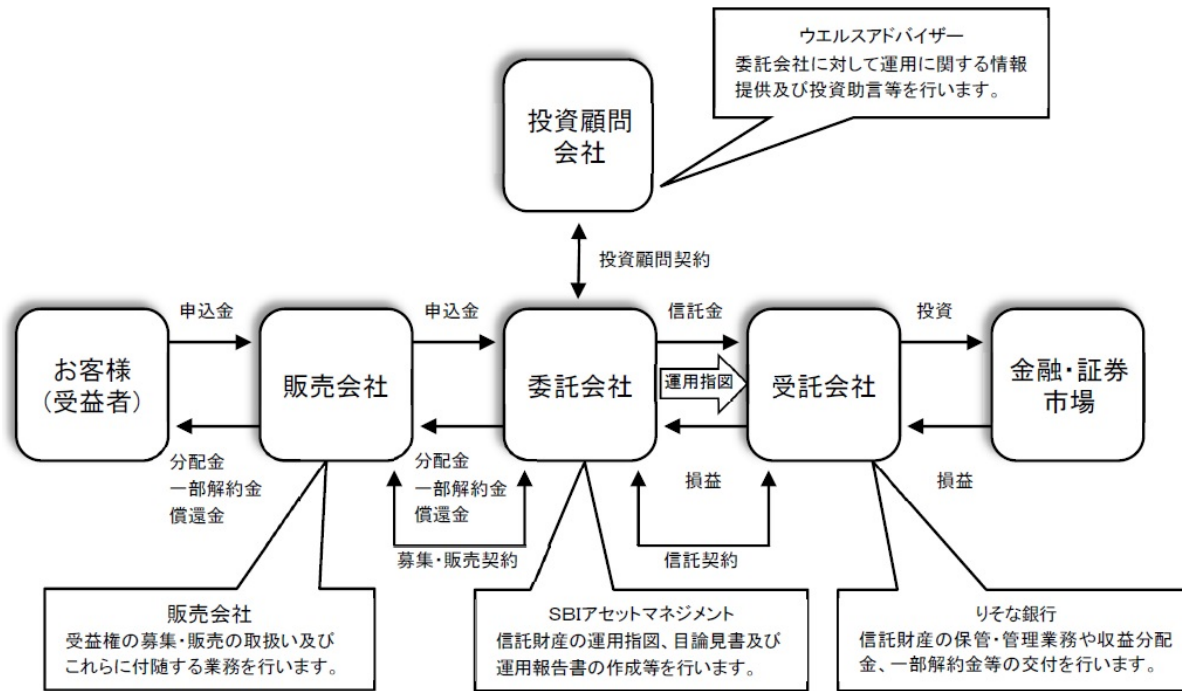 ウエルスアドバイザー
委託会社に対して運用に関する情報
提供及び投資助言等を行います。
投資顧問
会社
投資顧問契約
申込金
申込金
信託金
投資
お客様
（受益者）
販売会社
委託会社
運用指図
受託会社
金融・証券
市場
分配金
一部解約金
償還金
分配金
一部解約金
償還金
損益
損益
募集・販売契約
信託契約
販売会社
受益権の募集・販売の取扱い及び
これらに付随する業務を行います。
SBIアセットマネジメント
信託財産の運用指図、目論見書及び
運用報告書の作成等を行います。
りそな銀行
信託財産の保管・管理業務や収益分配
金、一部解約金等の交付を行います。